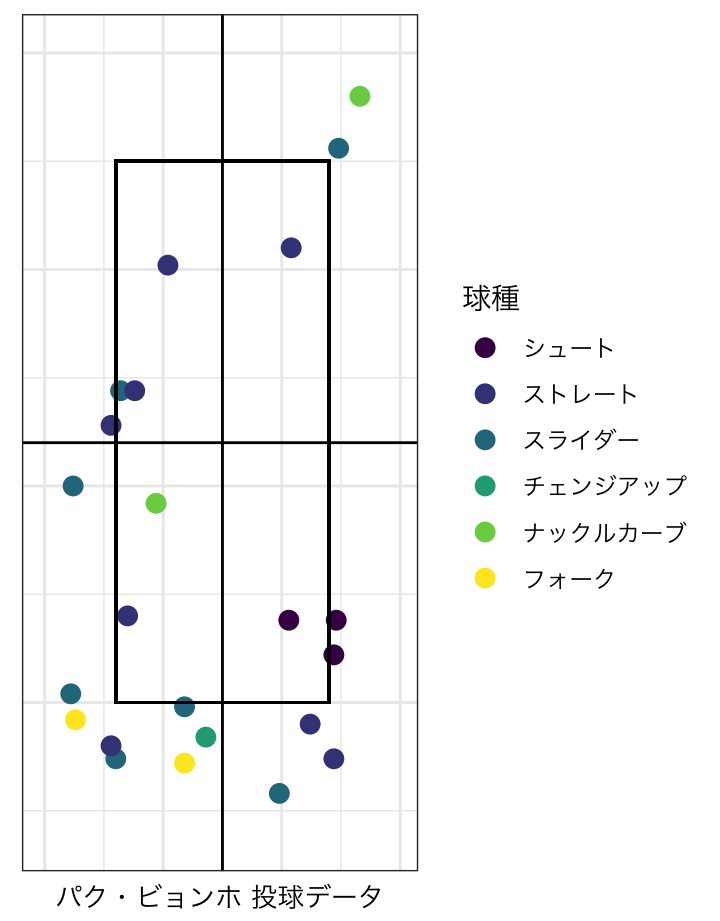 球種
シュート
ストレート
スライダー
チェンジアップ
ナックルカーブ
フォーク
パク・ビョンホ 投球データ